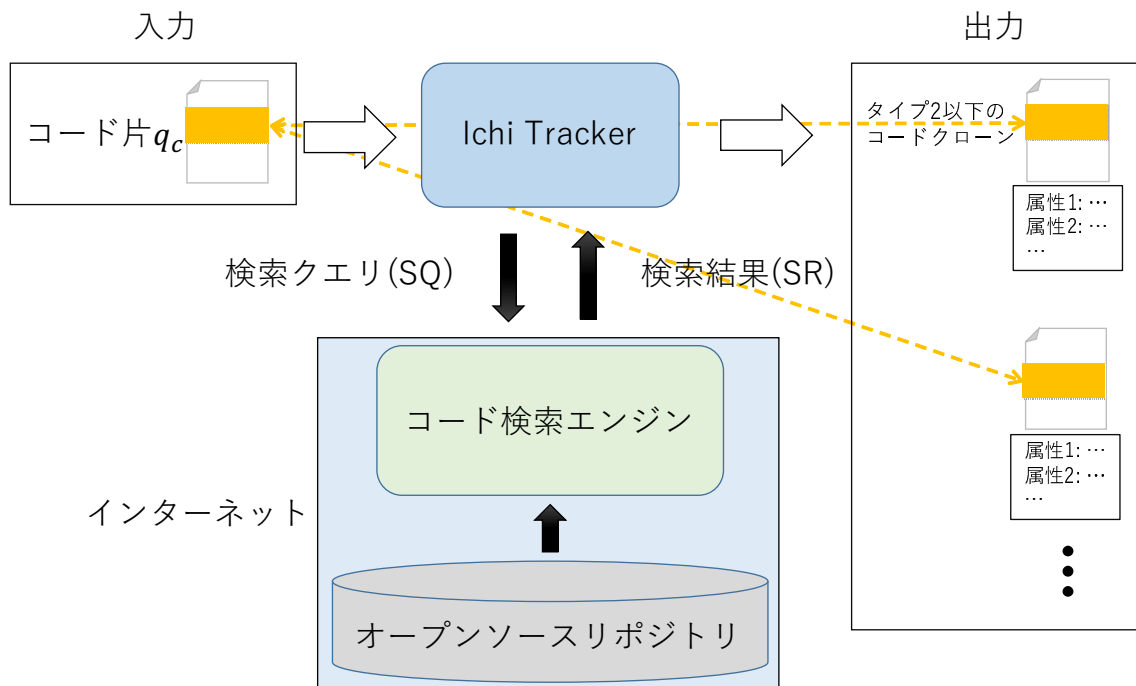 入力
出力
コード片q_c
Ichi Tracker
タイプ2以下の
コードクローン
属性1: …
属性2: …
…
検索クエリ(SQ)
検索結果(SR)
コード検索エンジン
属性1: …
属性2: …
…
インターネット
オープンソースリポジトリ